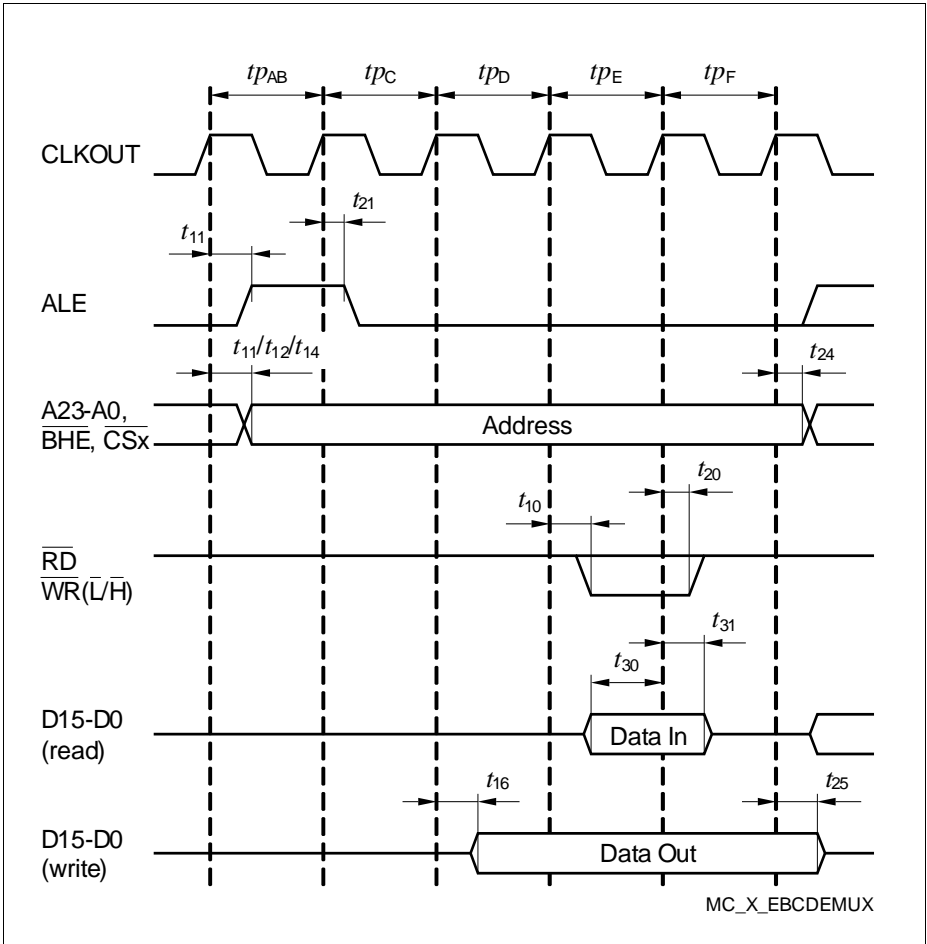 tpAB tpC tpD tpE tpF
CLKOUT
t21
t11
ALE
t11/t12/t14
t24
A23-A0,
BHE, CSx
Address
t20
t10
RD
WR(L/H)
t31
t30
D15-D0
(read)
Data In
t16
t25
D15-D0
(write)
Data Out
MC_X_EBCDEMUX